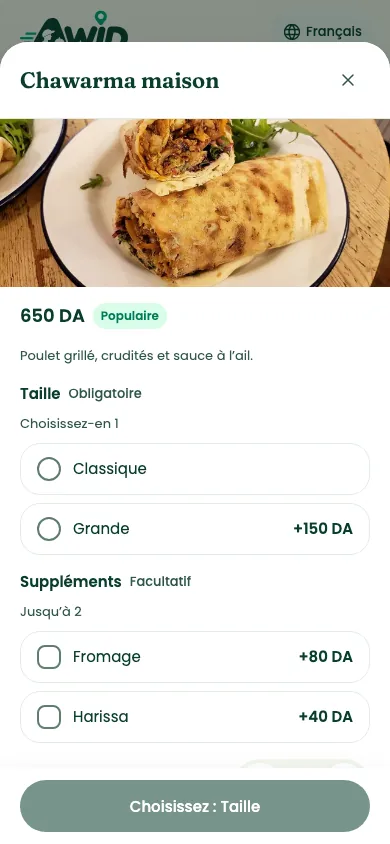 Awid
Français
Chawarma maison
650 DA Populaire
Poulet grillé, crudités et sauce à l’ail.
Taille Obligatoire
Choisissez-en 1
Classique
Grande +150 DA
Suppléments Facultatif
Jusqu’à 2
Fromage +80 DA
Harissa +40 DA
Choisissez : Taille